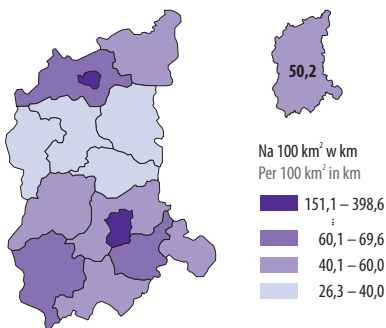 50,2
Na 100 km² w km
Per 100 km² in km
151,1 – 398,6
60,1 – 69,6
40,1 – 60,0
26,3 – 40,0